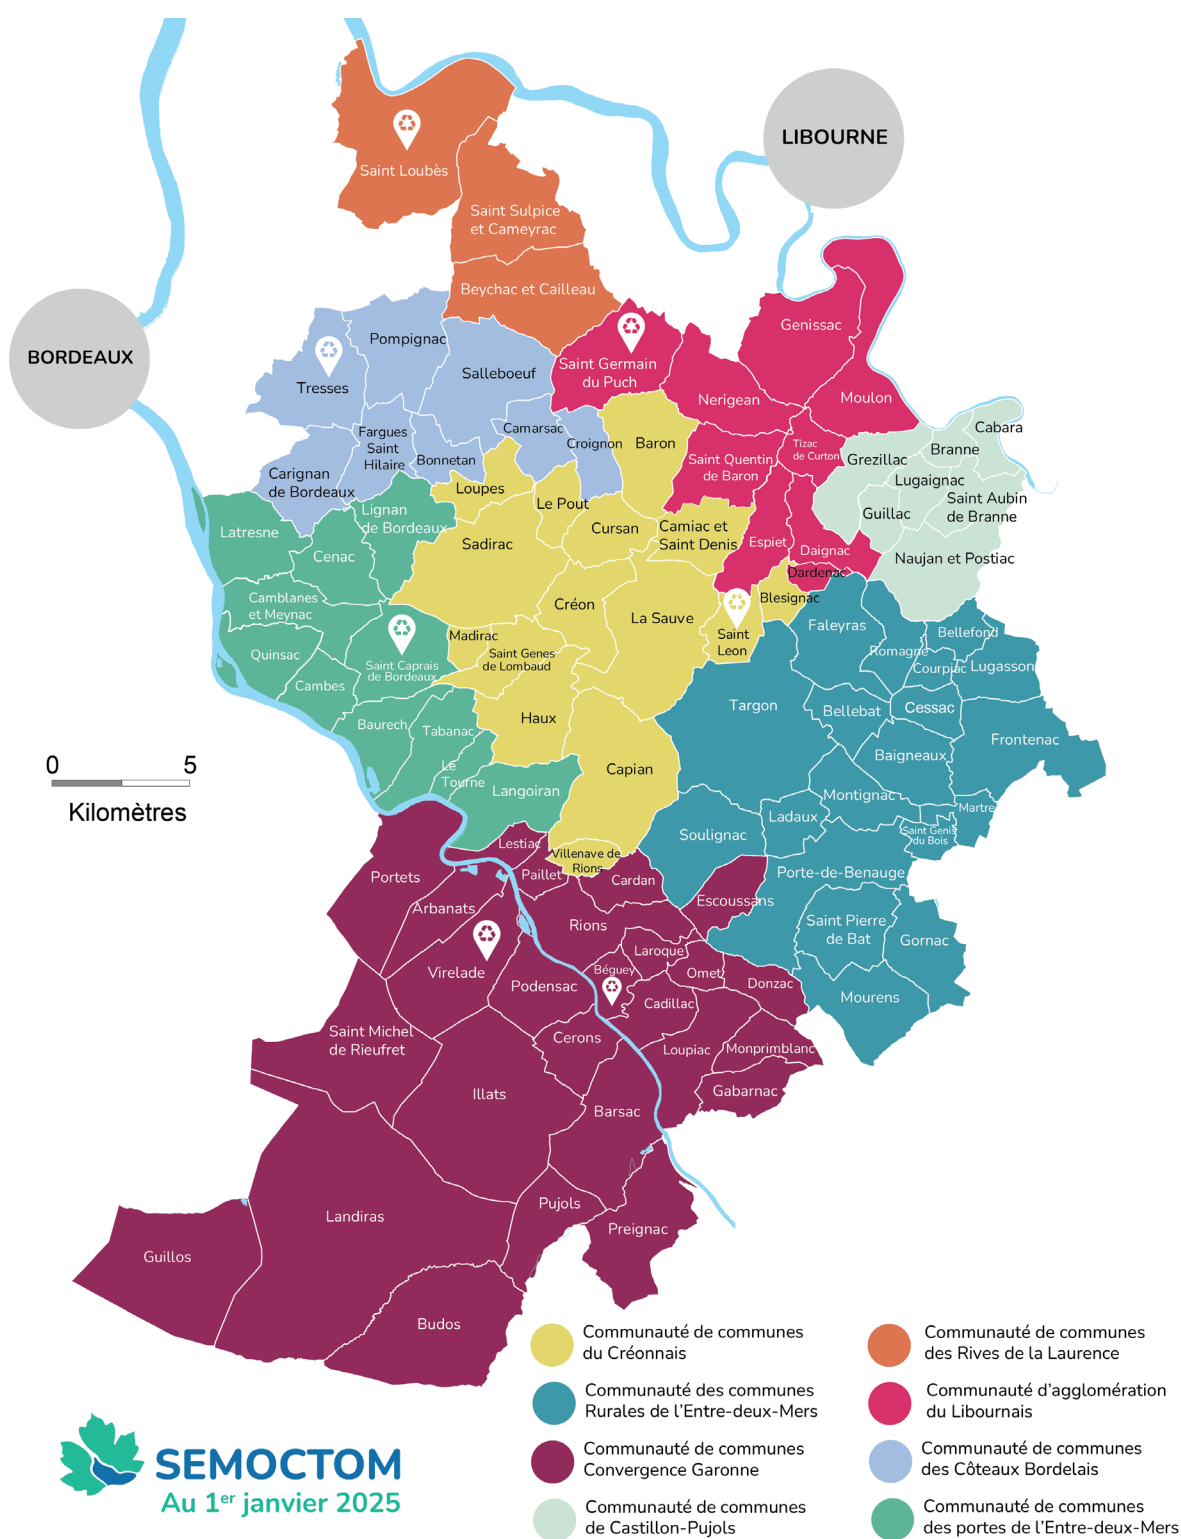 LIBOURNE
Saint Loubès
Saint Sulpice
et Cameyrac
Beychac et Cailleau
BORDEAUX
Genissac
Pompignac
Saint Germain
du Puch
Salleboeuf
Tresses
Nerigean
Moulon
Cabara
Camarsac
Croignon
Baron
Fargues
Saint
Hilaire
Bonnetan
Tizac
de Curton
Branne
Grezillac
Saint Quentin
de Baron
Carignan
de Bordeaux
Loupes
Le Pout
Lugaignac
Saint Aubin
de Branne
Guillac
Lignan
de Bordeaux
Latresne
Cenac
Sadirac
Cursan
Camiac et
Saint Denis
Espiet
Daignac
Naujan et Postiac
Dardenac
Camblanes
et Meynac
Créon
La Sauve
Blesignac
Saint
Leon
Faleyras
Bellefond
Romagne
Courpiac
Lugasson
Quinsac
Saint Caprais
de Bordeaux
Madirac
Saint Genes
de Lombaud
Cambes
Targon
Bellebat
Cessac
Baurech
Tabanac
Haux
Frontenac
Baigneaux
Capian
Le
Tourne
Langoiran
0 5
Kilomètres
Montignac
Martre
Ladaux
Soulignac
Saint Genis
du Bois
Lestiac
Villenave de
Rions
Paillet
Cardan
Porte-de-Benauge
Portets
Arbanats
Escoussans
Rions
Saint Pierre
de Bat
Gornac
Virelade
Laroque
Béguey
Omet
Donzac
Podensac
Cadillac
Mourens
Saint Michel
de Rieufret
Cerons
Loupiac
Monprimblanc
Illats
Gabarnac
Barsac
Pujols
Preignac
Landiras
Guillos
Budos
Communauté de communes
du Créonnais
Communauté des communes
Rurales de l'Entre-deux-Mers
Communauté de communes
Convergence Garonne
Communauté de communes
de Castillon-Pujols
Communauté de communes
des Rives de la Laurence
Communauté d'agglomération
du Libournais
Communauté de communes
des Côteaux Bordelais
Communauté de communes
des portes de l'Entre-deux-Mers
SEMOCTOM
Au 1er janvier 2025